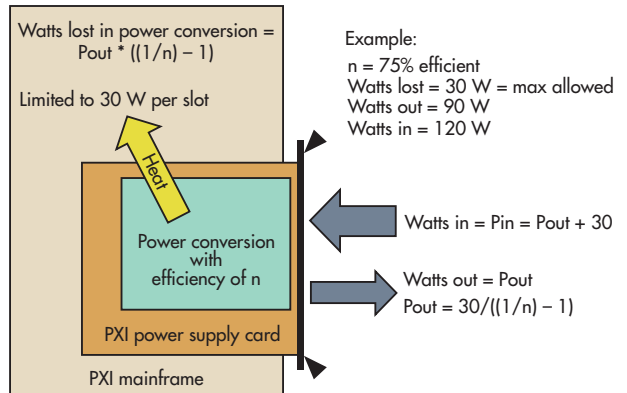 Watts lost in power conversion =
Pout * ((1/n) – 1)
Limited to 30 W per slot
Heat
Power conversion
with
efficiency of n
PXI power supply card
PXI mainframe
Example:
n = 75% efficient
Watts lost = 30 W = max allowed
Watts out = 90 W
Watts in = 120 W
Watts in = Pin = Pout + 30
Watts out = Pout
Pout = 30/((1/n) – 1)